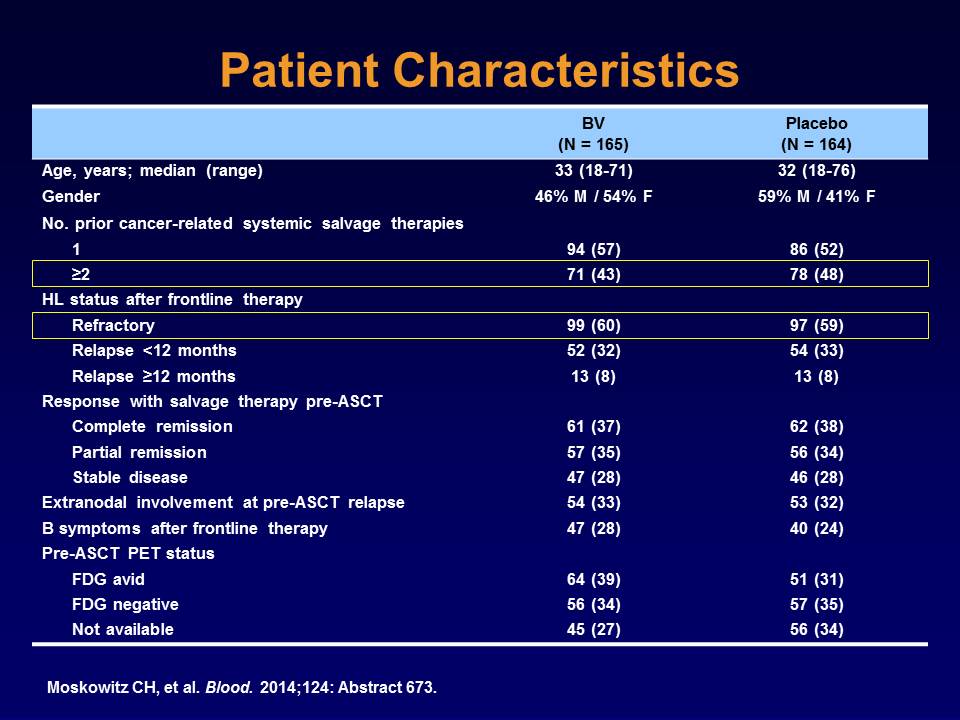 Patient Characteristics
BV Placebo
(N = 165) (N = 164)
Age, years; median (range) 33 (18-71) 32 (18-76)
Gender 46% M / 54% F 59% M / 41% F
No. prior cancer-related systemic salvage therapies
1 94 (57) 86 (52)
≥2 71 (43) 78 (48)
HL status after frontline therapy
Refractory 99 (60) 97 (59)
Relapse <12 months 52 (32) 54 (33)
Relapse ≥12 months 13 (8) 13 (8)
Response with salvage therapy pre-ASCT
Complete remission 61 (37) 62 (38)
Partial remission 57 (35) 56 (34)
Stable disease 47 (28) 46 (28)
Extranodal involvement at pre-ASCT relapse 54 (33) 53 (32)
B symptoms after frontline therapy 47 (28) 40 (24)
Pre-ASCT PET status
FDG avid 64 (39) 51 (31)
FDG negative 56 (34) 57 (35)
Not available 45 (27) 56 (34)
Moskowitz CH, et al. Blood. 2014;124: Abstract 673.